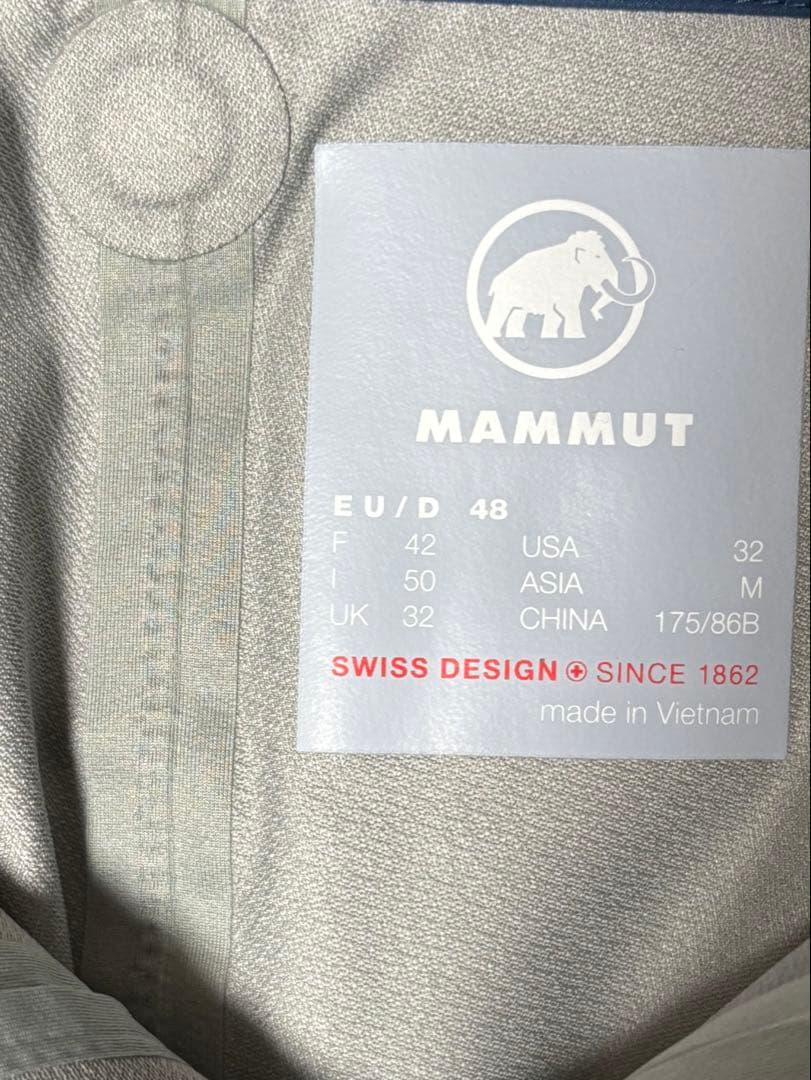 MAMMUT
EU/D 48
F 42 USA 32
I 50 ASIA M
UK 32 CHINA 175/86B
SWISS DESIGN SINCE 1862
made in Vietnam